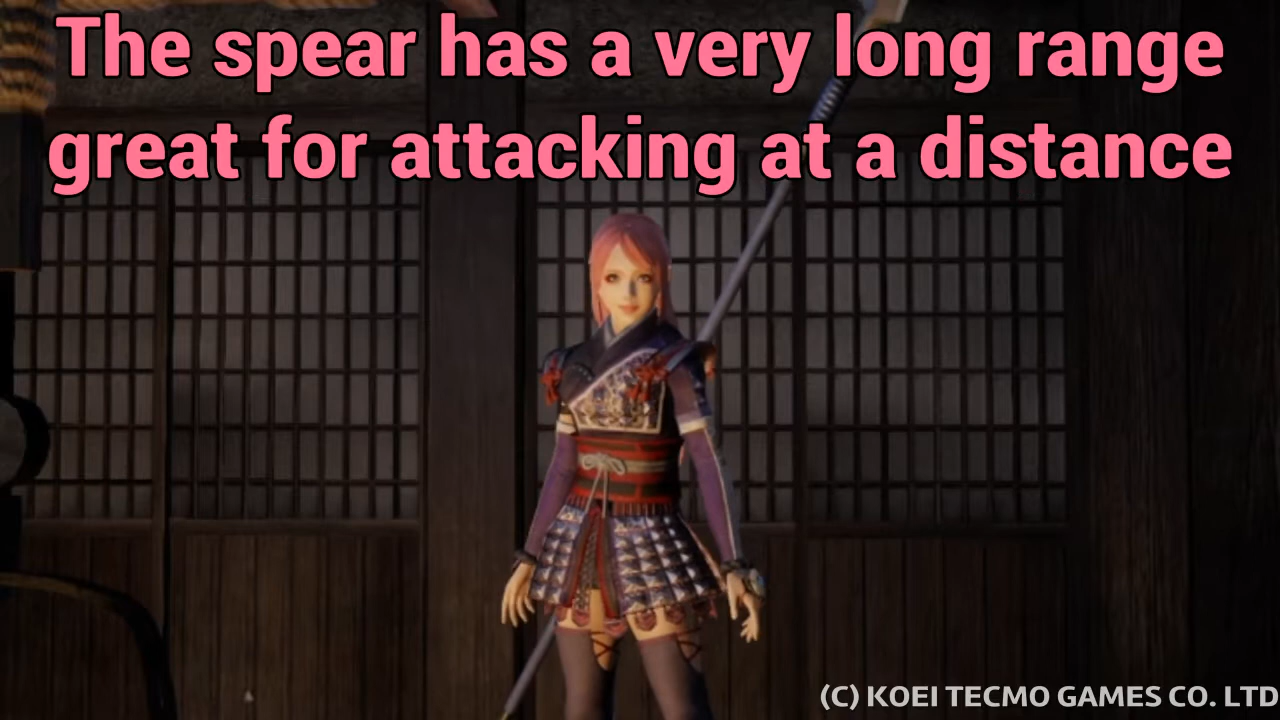 The spear has a very long range
great for attacking at a distance
(C) KOEI TECMO GAMES CO. LTD